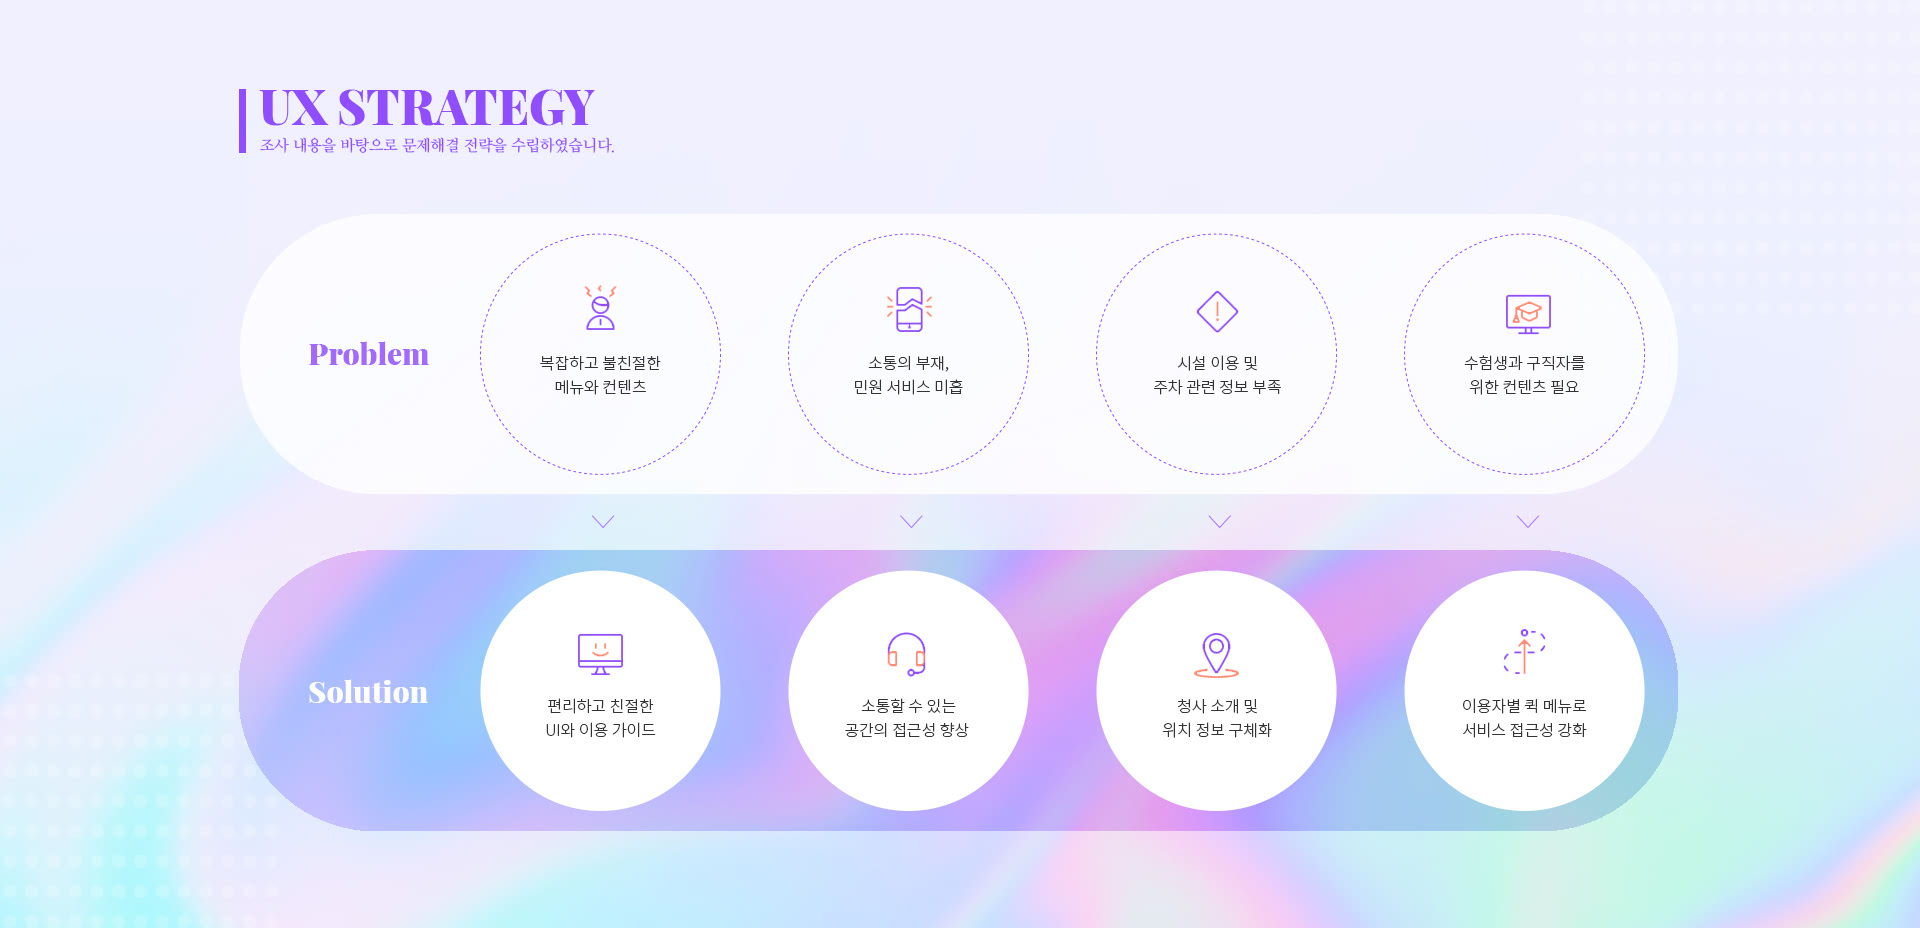 UX STRATEGY
조사 내용을 바탕으로 문제해결 전략을 수립하였습니다.
Problem
복잡하고 불친절한
메뉴와 컨텐츠
소통의 부재,
민원 서비스 미흡
시설 이용 및
주차 관련 정보 부족
수험생과 구직자를
위한 컨텐츠 필요
Solution
편리하고 친절한
UI와 이용 가이드
소통할 수 있는
공간의 접근성 향상
청사 소개 및
위치 정보 구체화
이용자별 퀵 메뉴로
서비스 접근성 강화